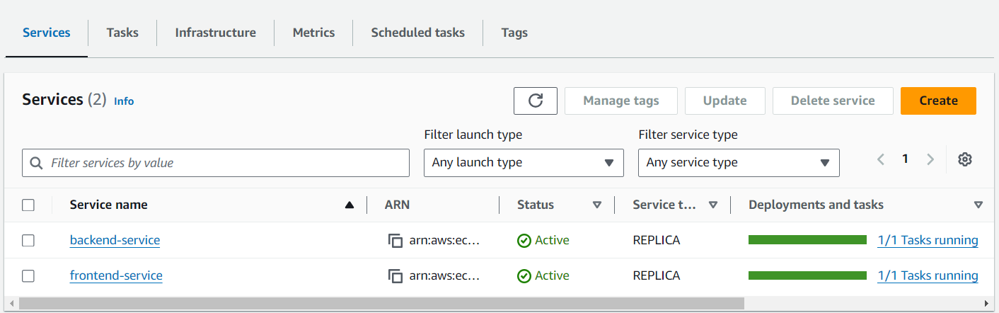 Services Tasks Infrastructure Metrics Scheduled tasks Tags
Services (2) Info Manage tags Update Delete service Create
Filter launch type Filter service type
Filter services by value Any launch type Any service type 1
Service name ARN Status Service t... Deployments and tasks
backend-service arn:aws:ec... Active REPLICA 1/1 Tasks running
frontend-service arn:aws:ec... Active REPLICA 1/1 Tasks running